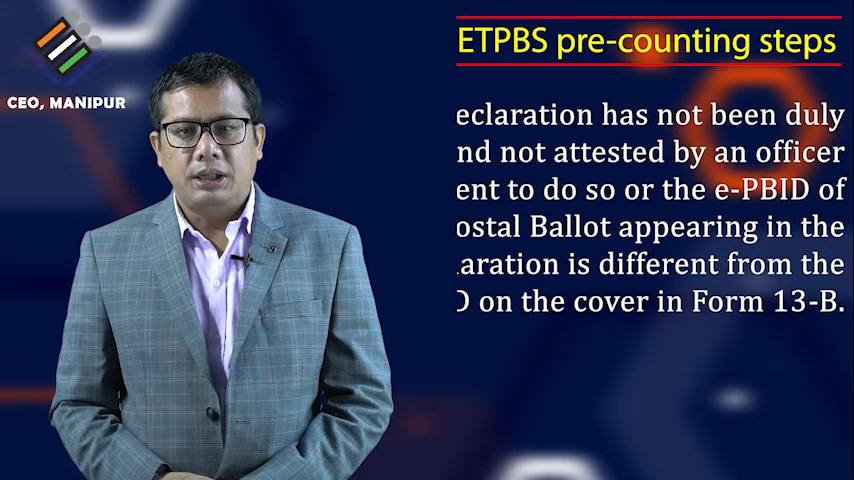 CEO, MANIPUR
ETPBS pre-counting steps
eclaration has not been duly
nd not attested by an officer
ent to do so or the e-PBID of
ostal Ballot appearing in the
laration is different from the
D on the cover in Form 13-B.